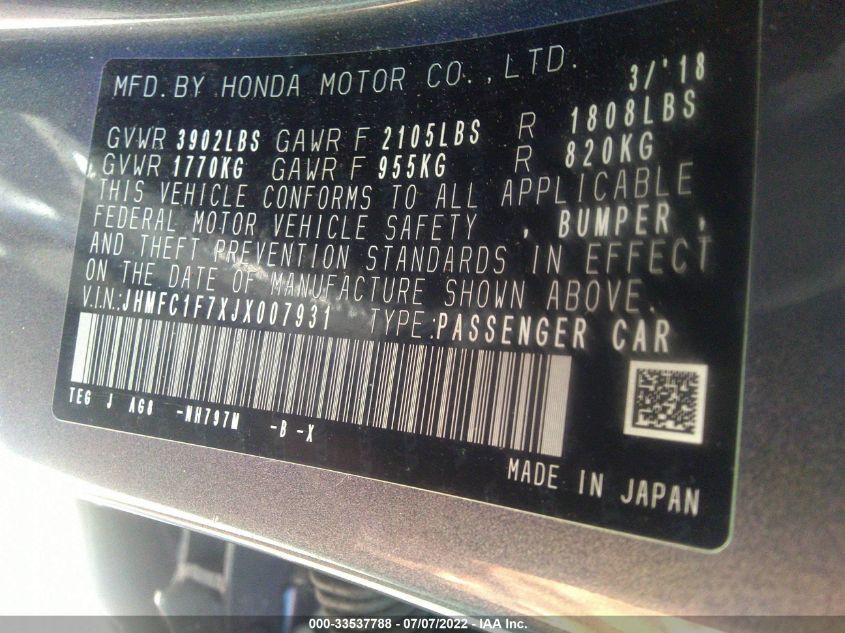 MFD. BY HONDA MOTOR CO., LTD. 3/'18
GVWR 3902LBS GAWR F 2105LBS R 1808LBS
GVWR 1770KG GAWR F 955KG R 820KG
THIS VEHICLE CONFORMS TO ALL APPLICABLE
FEDERAL MOTOR VEHICLE SAFETY , BUMPER ,
AND THEFT PREVENTION STANDARDS IN EFFECT
ON THE DATE OF MANUFACTURE SHOWN ABOVE.
V.I.N.:JHMFC1F7XJX007931 TYPE:PASSENGER CAR
TEG J AG8 -NH797M -B -X
MADE IN JAPAN
000-33537788 - 07/07/2022 - IAA Inc.